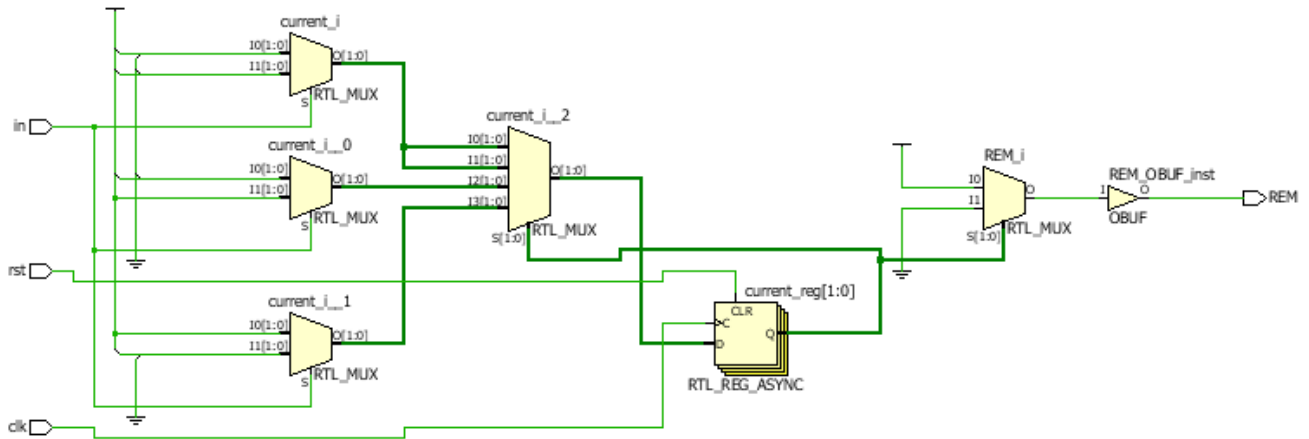 current_i
I0[1:0]
I1[1:0]
O[1:0]
S
RTL_MUX
in
current_i__0
I0[1:0]
I1[1:0]
O[1:0]
S
RTL_MUX
rst
current_i__1
I0[1:0]
I1[1:0]
O[1:0]
S
RTL_MUX
clk
current_i__2
I0[1:0]
I1[1:0]
I2[1:0]
I3[1:0]
O[1:0]
S[1:0]
RTL_MUX
current_reg[1:0]
CLR
C
D
Q
RTL_REG_ASYNC
REM_i
I0
I1
O
S[1:0]
RTL_MUX
REM_OBUF_inst
I
O
OBUF
REM